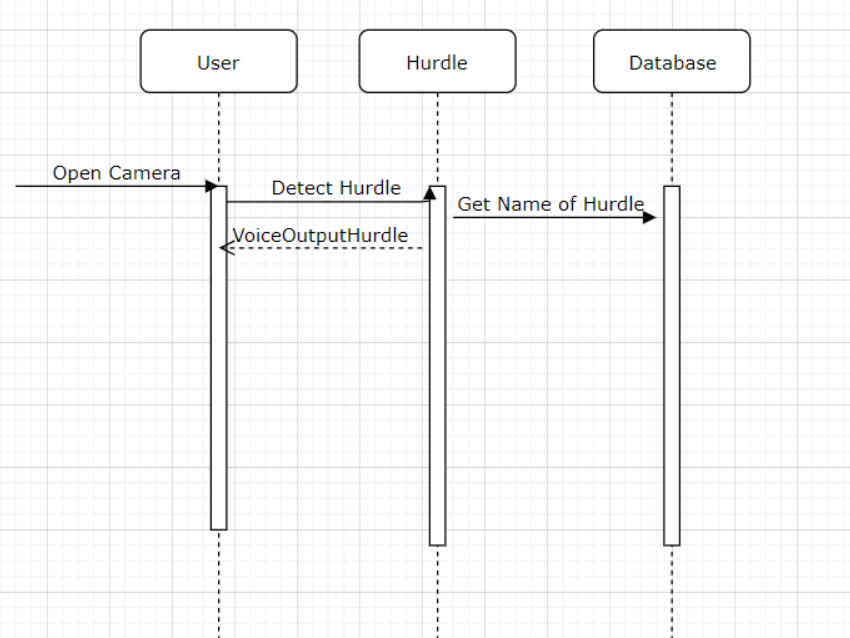 User
Hurdle
Database
Open Camera
Detect Hurdle
Get Name of Hurdle
VoiceOutputHurdle